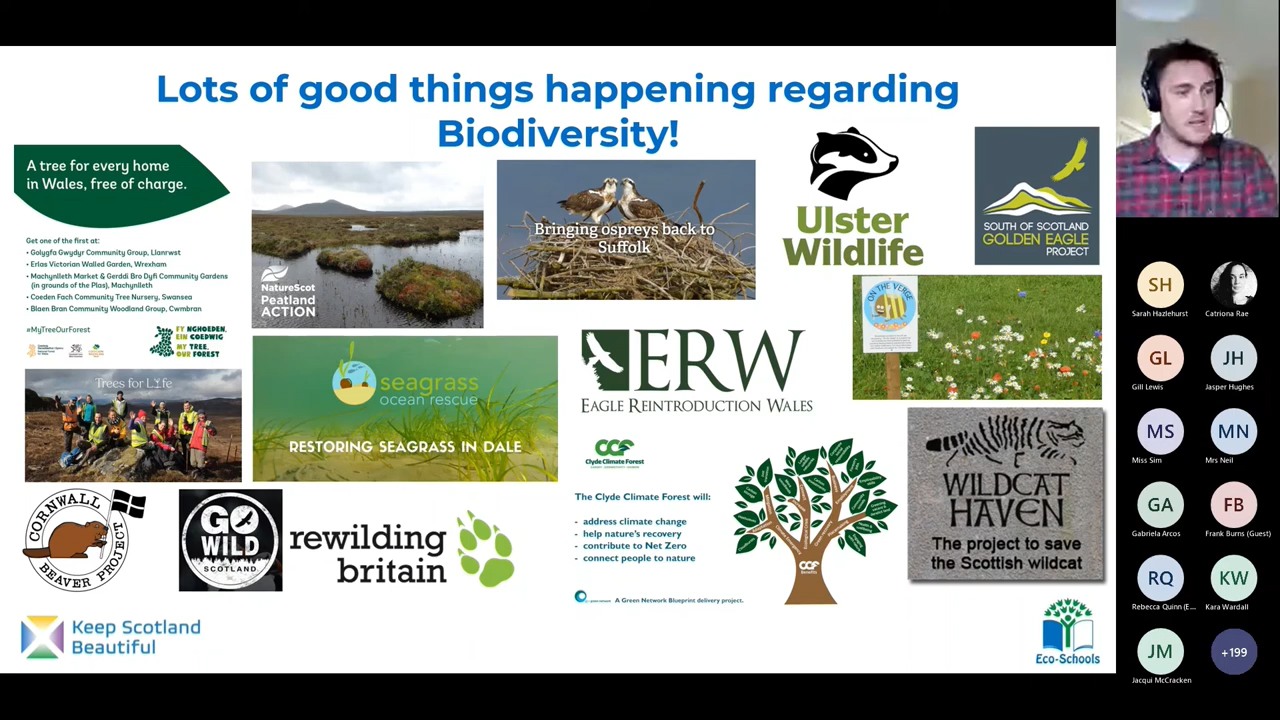 Lots of good things happening regarding
Biodiversity!
A tree for every home
in Wales, free of charge.
Get one of the first at:
• Golygfa Gwydyr Community Group, Llanrwst
• Erlas Victorian Walled Garden, Wrexham
• Machynlleth Market & Gerddi Bro Dyfi Community Gardens
(in grounds of the Plas), Machynlleth
• Coeden Fach Community Tree Nursery, Swansea
• Blaen Bran Community Woodland Group, Cwmbran
#MyTreeOurForest
FY NGHOEDEN,
EIN COEDWIG
MY TREE,
OUR FOREST
NatureScot
Peatland
ACTION
Bringing ospreys back to
Suffolk
Ulster
Wildlife
SOUTH OF SCOTLAND
GOLDEN EAGLE
PROJECT
ON THE VERGE
Trees for Life
seagrass
ocean rescue
RESTORING SEAGRASS IN DALE
ERW
EAGLE REINTRODUCTION WALES
CCF
Clyde Climate Forest
The Clyde Climate Forest will:
- address climate change
- help nature's recovery
- contribute to Net Zero
- connect people to nature
A Green Network Blueprint delivery project.
CCF
Benefits
WILDCAT
HAVEN
The project to save
the Scottish wildcat
CORNWALL
BEAVER PROJECT
GO
WILD
SCOTLAND
rewilding
britain
Keep Scotland
Beautiful
Eco-Schools
SH
Sarah Hazlehurst
Catriona Rae
GL
Gill Lewis
JH
Jasper Hughes
MS
Miss Sim
MN
Mrs Neil
GA
Gabriela Arcos
FB
Frank Burns (Guest)
RQ
Rebecca Quinn (E...
KW
Kara Wardall
JM
Jacqui McCracken
+199